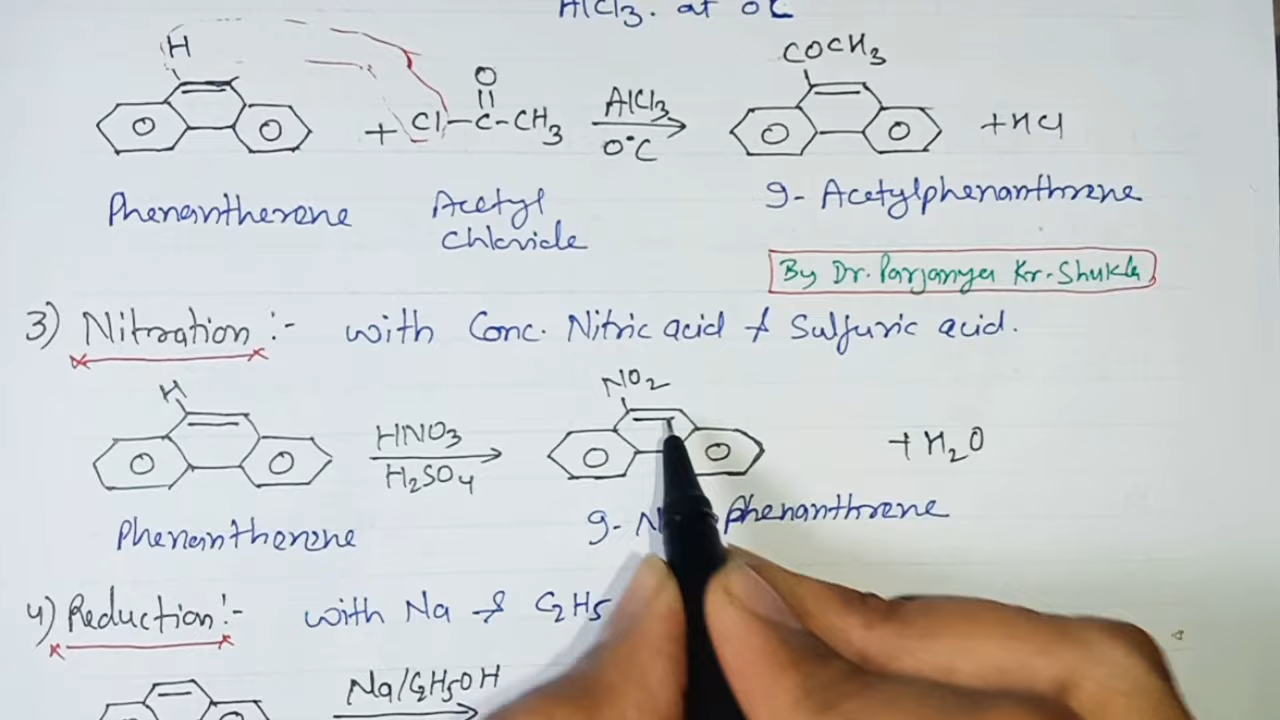 AlCl3. at 0°C
H
O
COCH3
+ Cl-C-CH3 AlCl3 0°C + HCl
Phenantherene Acetyl Chloride 9- Acetylphenanthrene
By Dr. Parjanya Kr. Shukla
3) Nitration :- with Conc. Nitric acid & Sulfuric acid.
H NO2
HNO3 H2SO4 + H2O
Phenantherene 9- N phenanthrene
4) Reduction :- with Na & C2H5
Na/C2H5OH